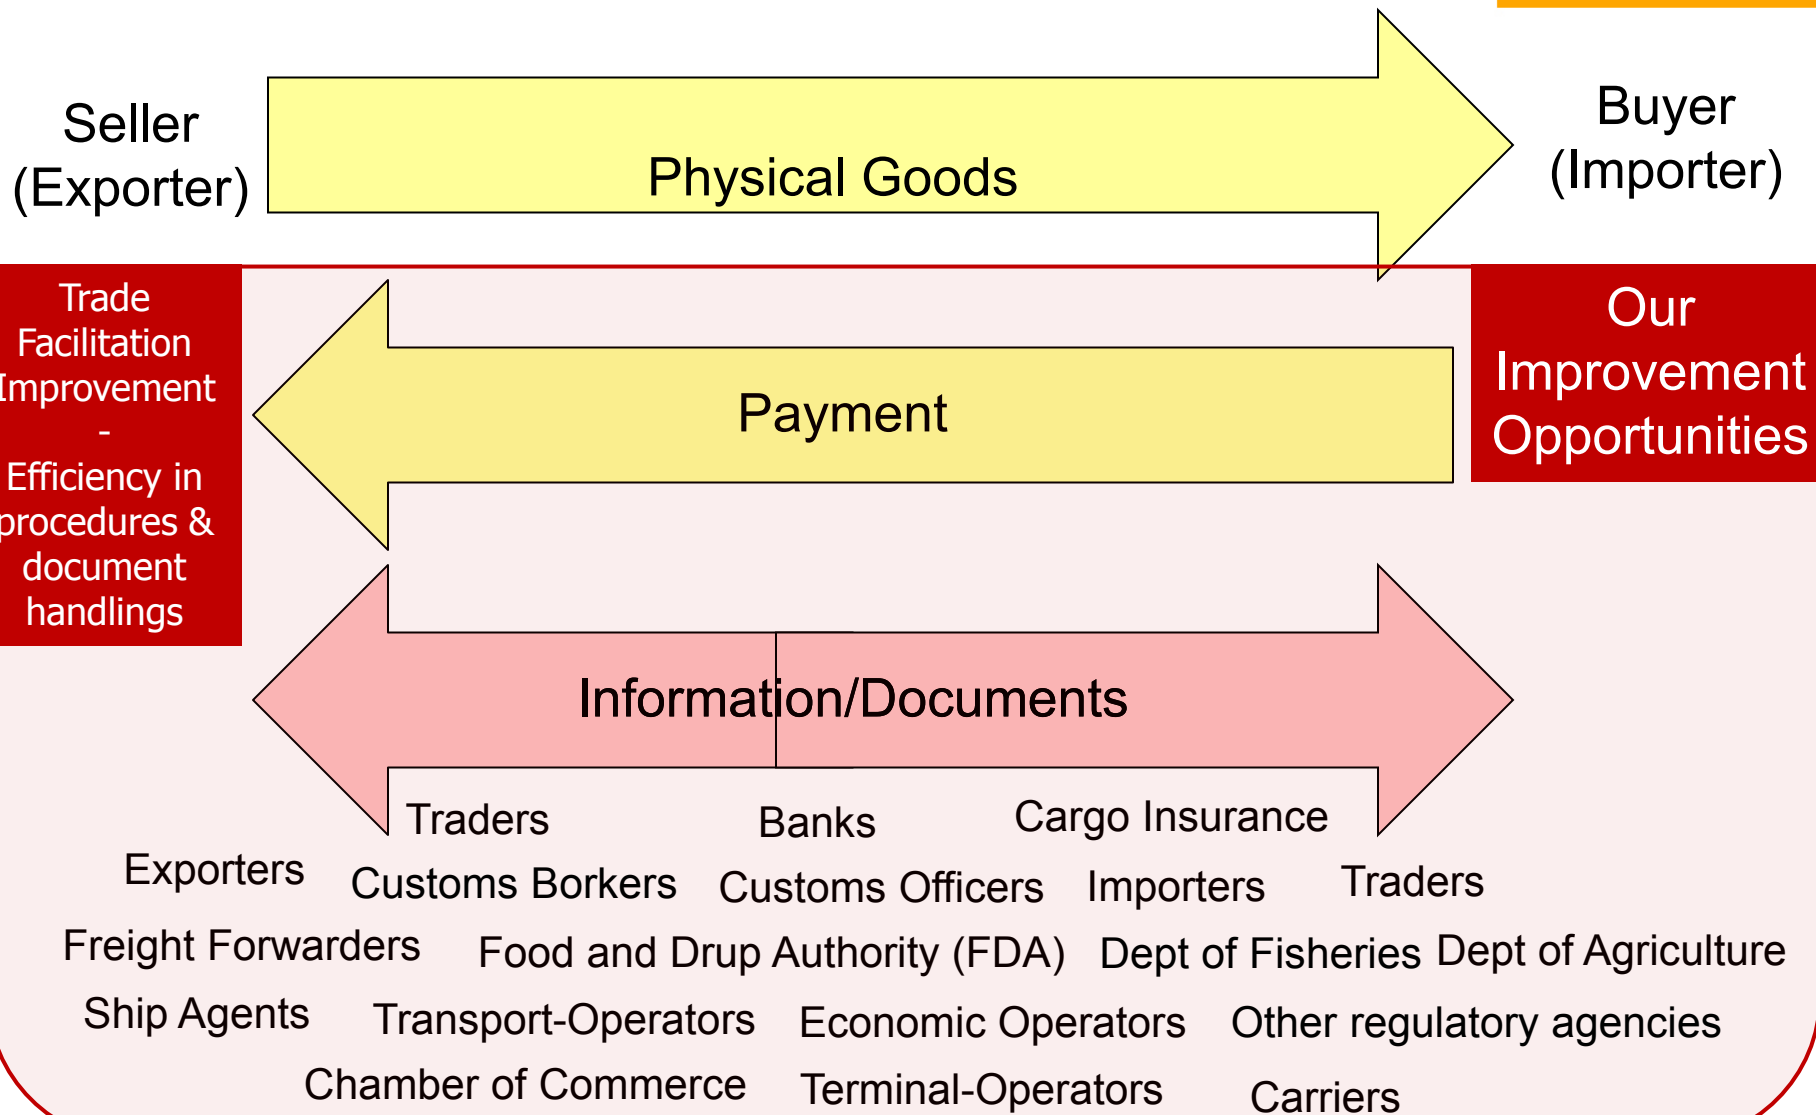 Seller
(Exporter)
Physical Goods
Buyer
(Importer)
Trade
Facilitation
Improvement
-
Efficiency in
procedures &
document
handlings
Payment
Our
Improvement
Opportunities
Information/Documents
Traders
Banks
Cargo Insurance
Exporters
Customs Borkers
Customs Officers
Importers
Traders
Freight Forwarders
Food and Drup Authority (FDA)
Dept of Fisheries
Dept of Agriculture
Ship Agents
Transport-Operators
Economic Operators
Other regulatory agencies
Chamber of Commerce
Terminal-Operators
Carriers